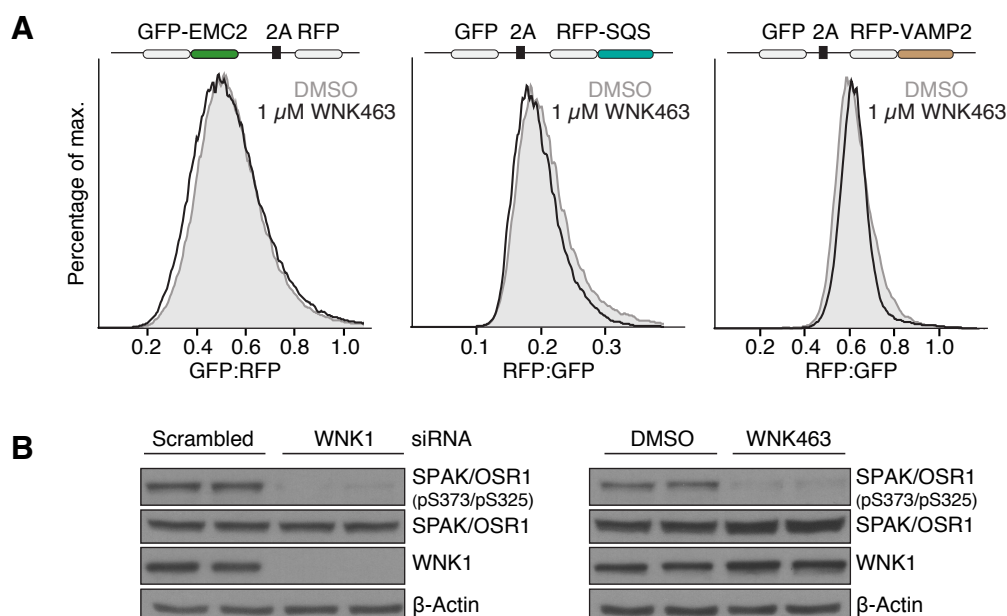 A
GFP-EMC2 2A RFP
GFP 2A RFP-SQS
GFP 2A RFP-VAMP2
Percentage of max.
DMSO
1 µM WNK463
DMSO
1 µM WNK463
DMSO
1 µM WNK463
0.2 0.4 0.6 0.8 1.0
GFP:RFP
0.1 0.2 0.3
RFP:GFP
0.2 0.4 0.6 0.8 1.0
RFP:GFP
B
Scrambled WNK1 siRNA
SPAK/OSR1
(pS373/pS325)
SPAK/OSR1
WNK1
β-Actin
DMSO WNK463
SPAK/OSR1
(pS373/pS325)
SPAK/OSR1
WNK1
β-Actin